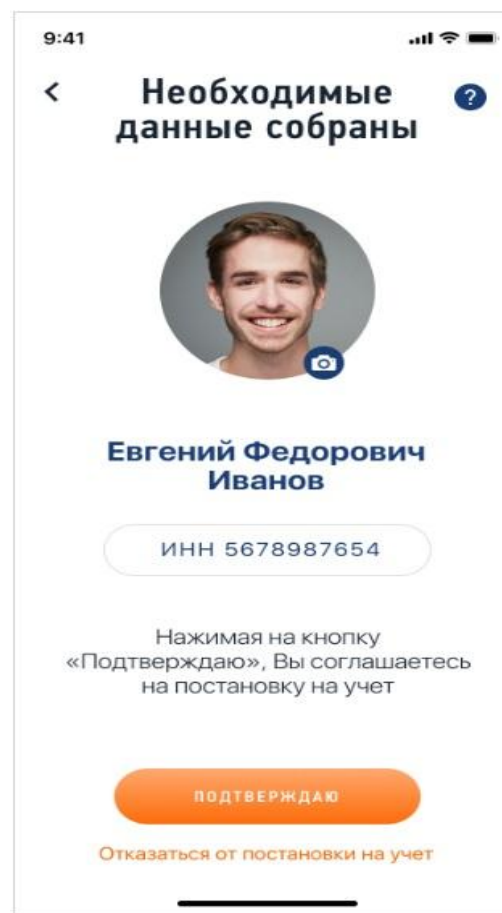 9:41
Необходимые
данные собраны
?
Евгений Федорович
Иванов
ИНН 5678987654
Нажимая на кнопку
«Подтверждаю», Вы соглашаетесь
на постановку на учет
ПОДТВЕРЖДАЮ
Отказаться от постановки на учет